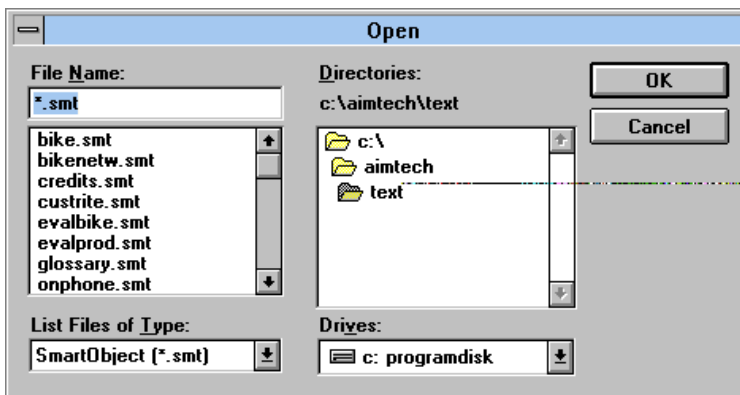 Open
File Name:
*.smt
bike.smt
bikenetw.smt
credits.smt
custrite.smt
evalbike.smt
evalprod.smt
glossary.smt
onphone.smt
List Files of Type:
SmartObject (*.smt)
Directories:
c:\aimtech\text
c:\
aimtech
text
Drives:
c: programdisk
OK
Cancel